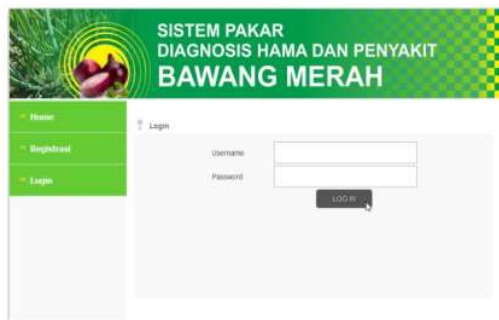 SISTEM PAKAR
DIAGNOSIS HAMA DAN PENYAKIT
BAWANG MERAH
Home
Registrasi
Login
Login
Username
Password
LOG IN